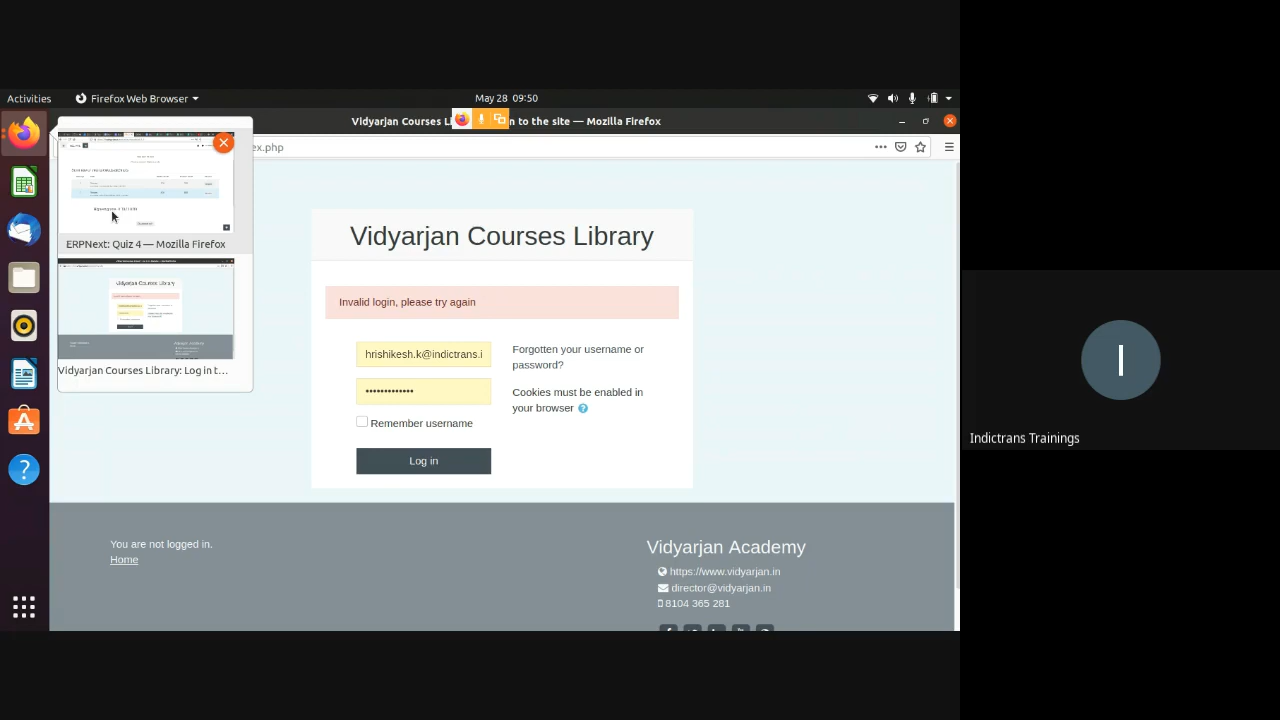 Activities
Firefox Web Browser
May 28 09:50
Vidyarjan Courses L
n to the site — Mozilla Firefox
ex.php
ERPNext: Quiz 4 — Mozilla Firefox
Vidyarjan Courses Library: Log in t…
Vidyarjan Courses Library
Invalid login, please try again
hrishikesh.k@indictrans.i
•••••••••••••
Remember username
Log in
Forgotten your username or
password?
Cookies must be enabled in
your browser
You are not logged in.
Home
Vidyarjan Academy
https://www.vidyarjan.in
director@vidyarjan.in
8104 365 281
I
Indictrans Trainings